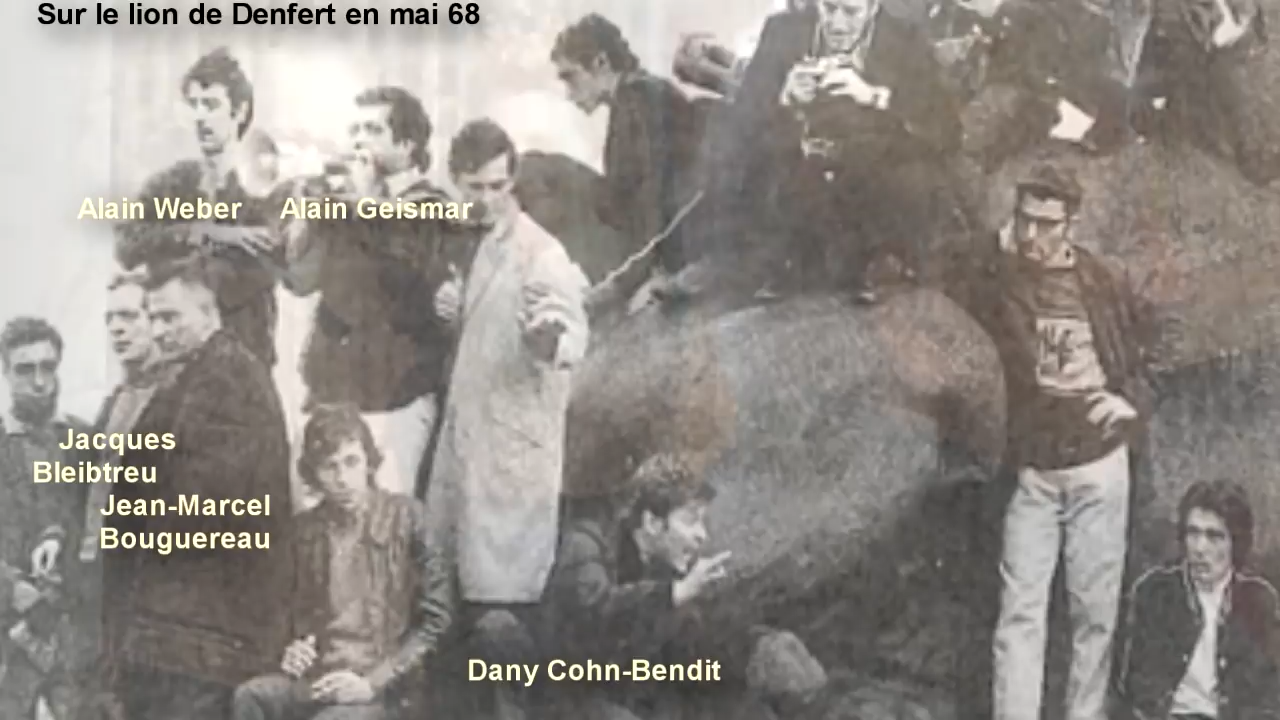 Sur le lion de Denfert en mai 68
Alain Weber Alain Geismar
Jacques
Bleibtreu
Jean-Marcel
Bouguereau
Dany Cohn-Bendit